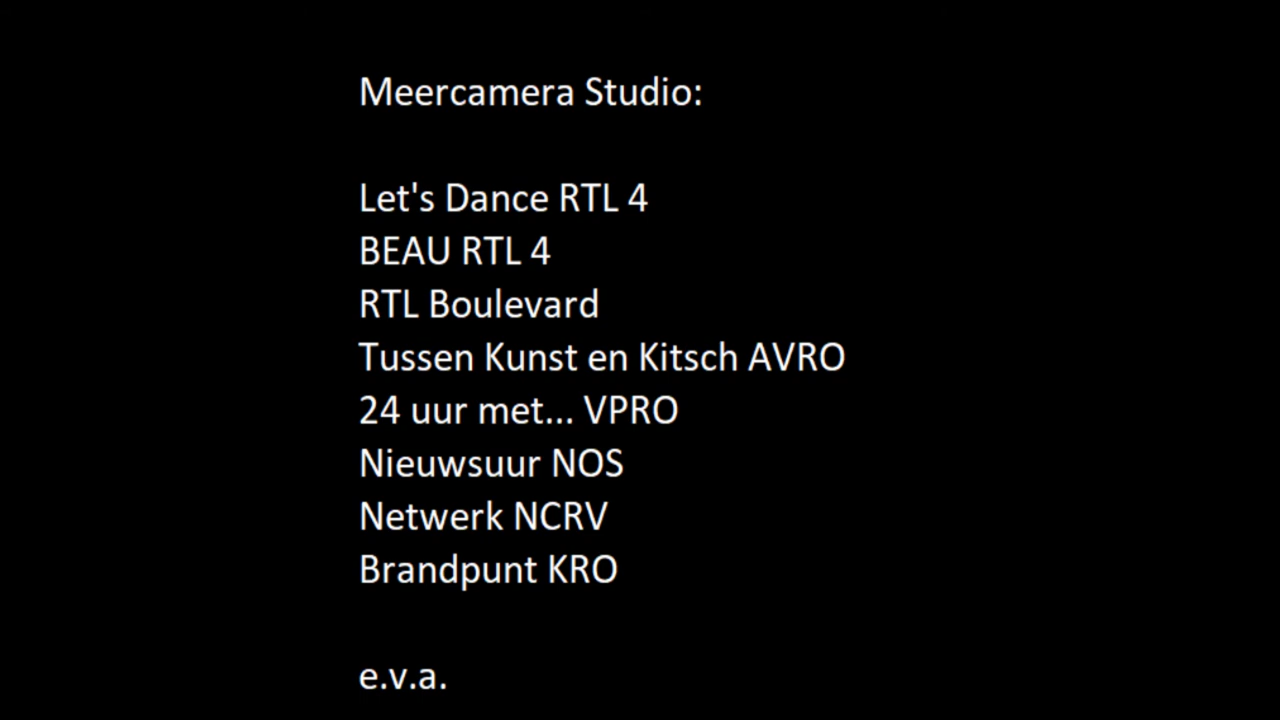 Meercamera Studio:
Let's Dance RTL 4
BEAU RTL 4
RTL Boulevard
Tussen Kunst en Kitsch AVRO
24 uur met... VPRO
Nieuwsuur NOS
Netwerk NCRV
Brandpunt KRO
e.v.a.